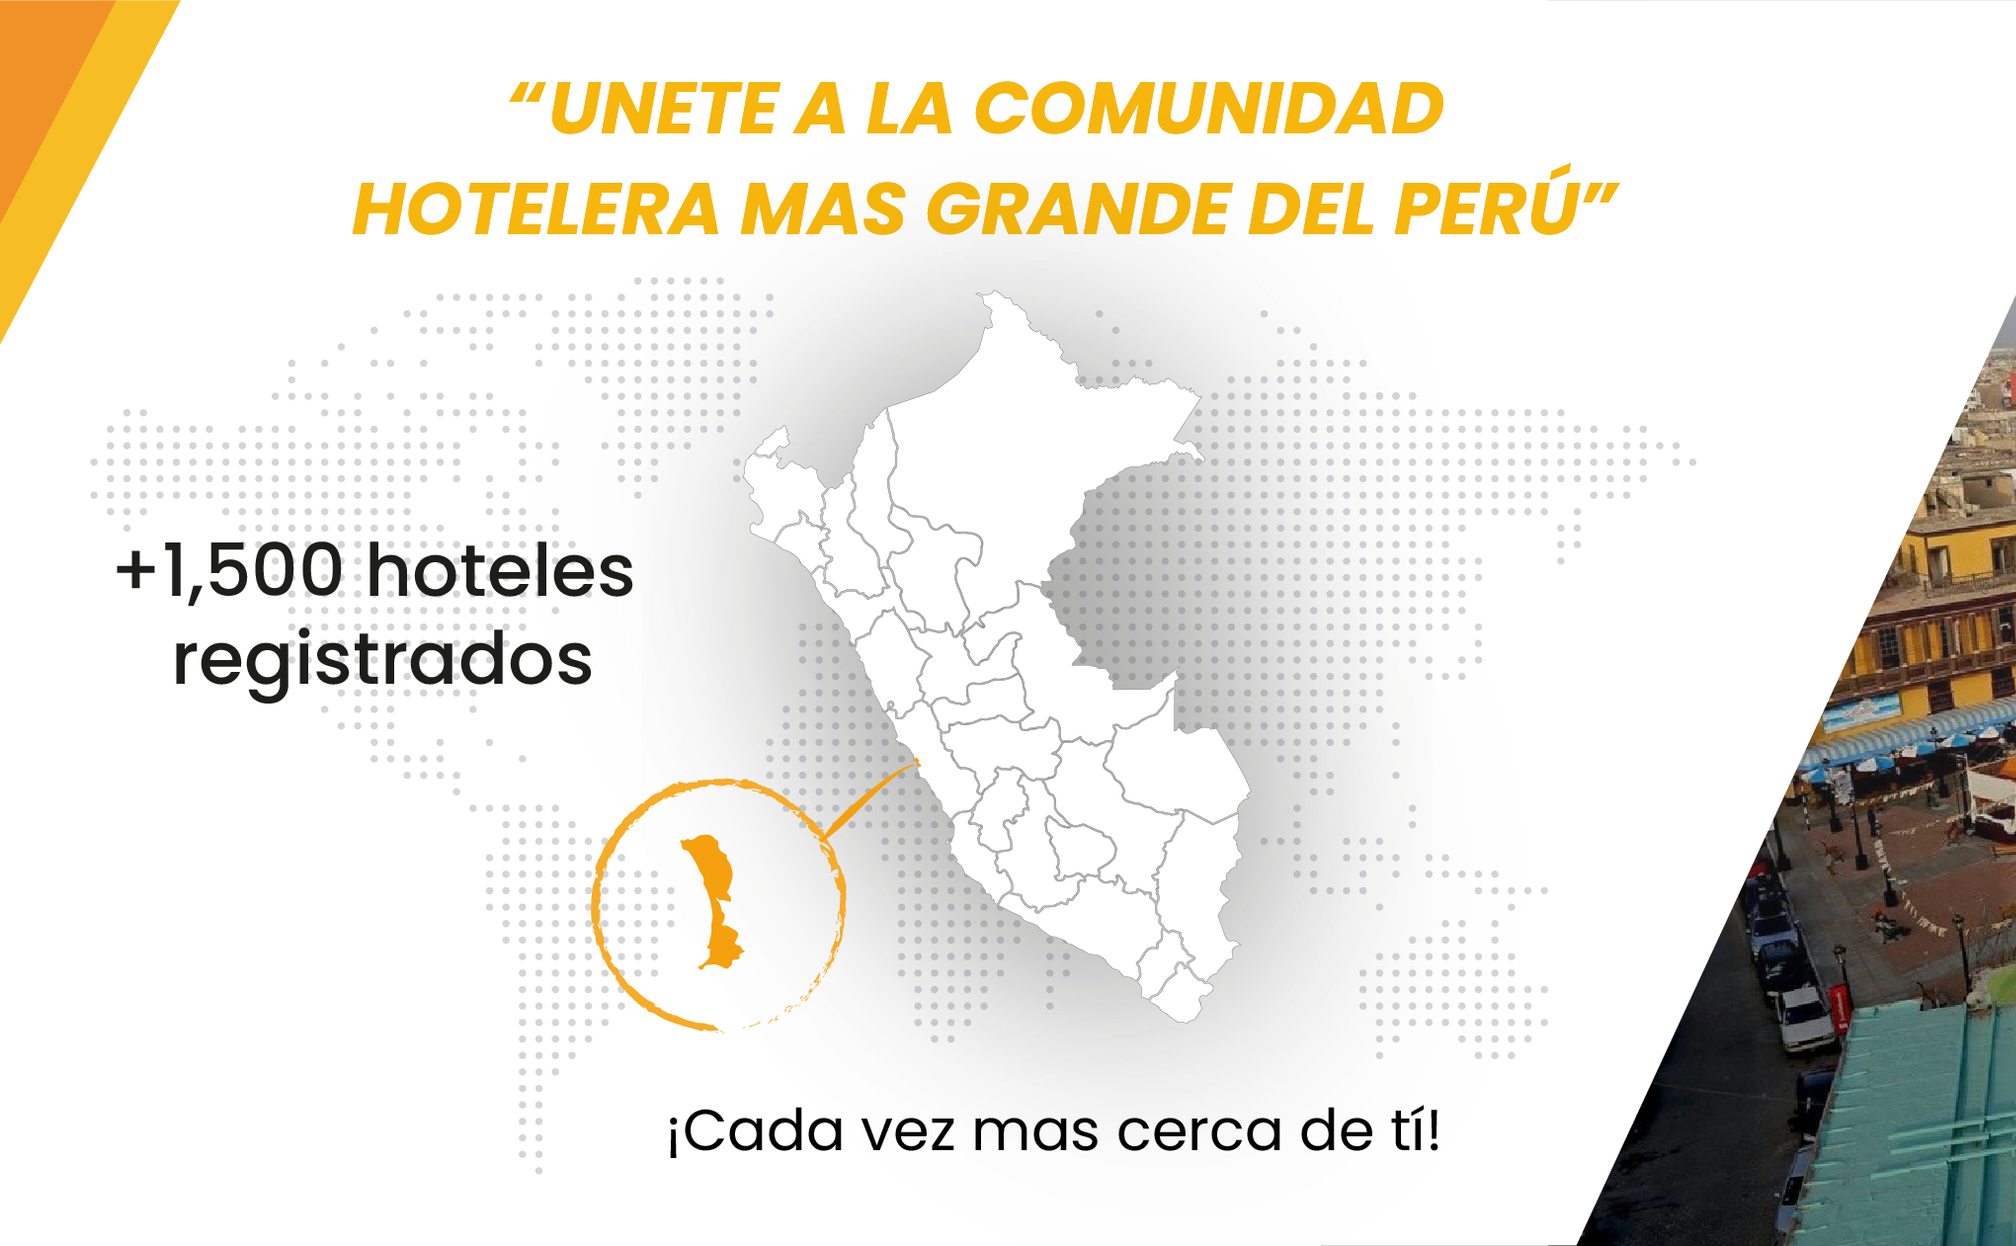 “UNETE A LA COMUNIDAD
HOTELERA MAS GRANDE DEL PERÚ”
+1,500 hoteles
registrados
¡Cada vez mas cerca de tí!